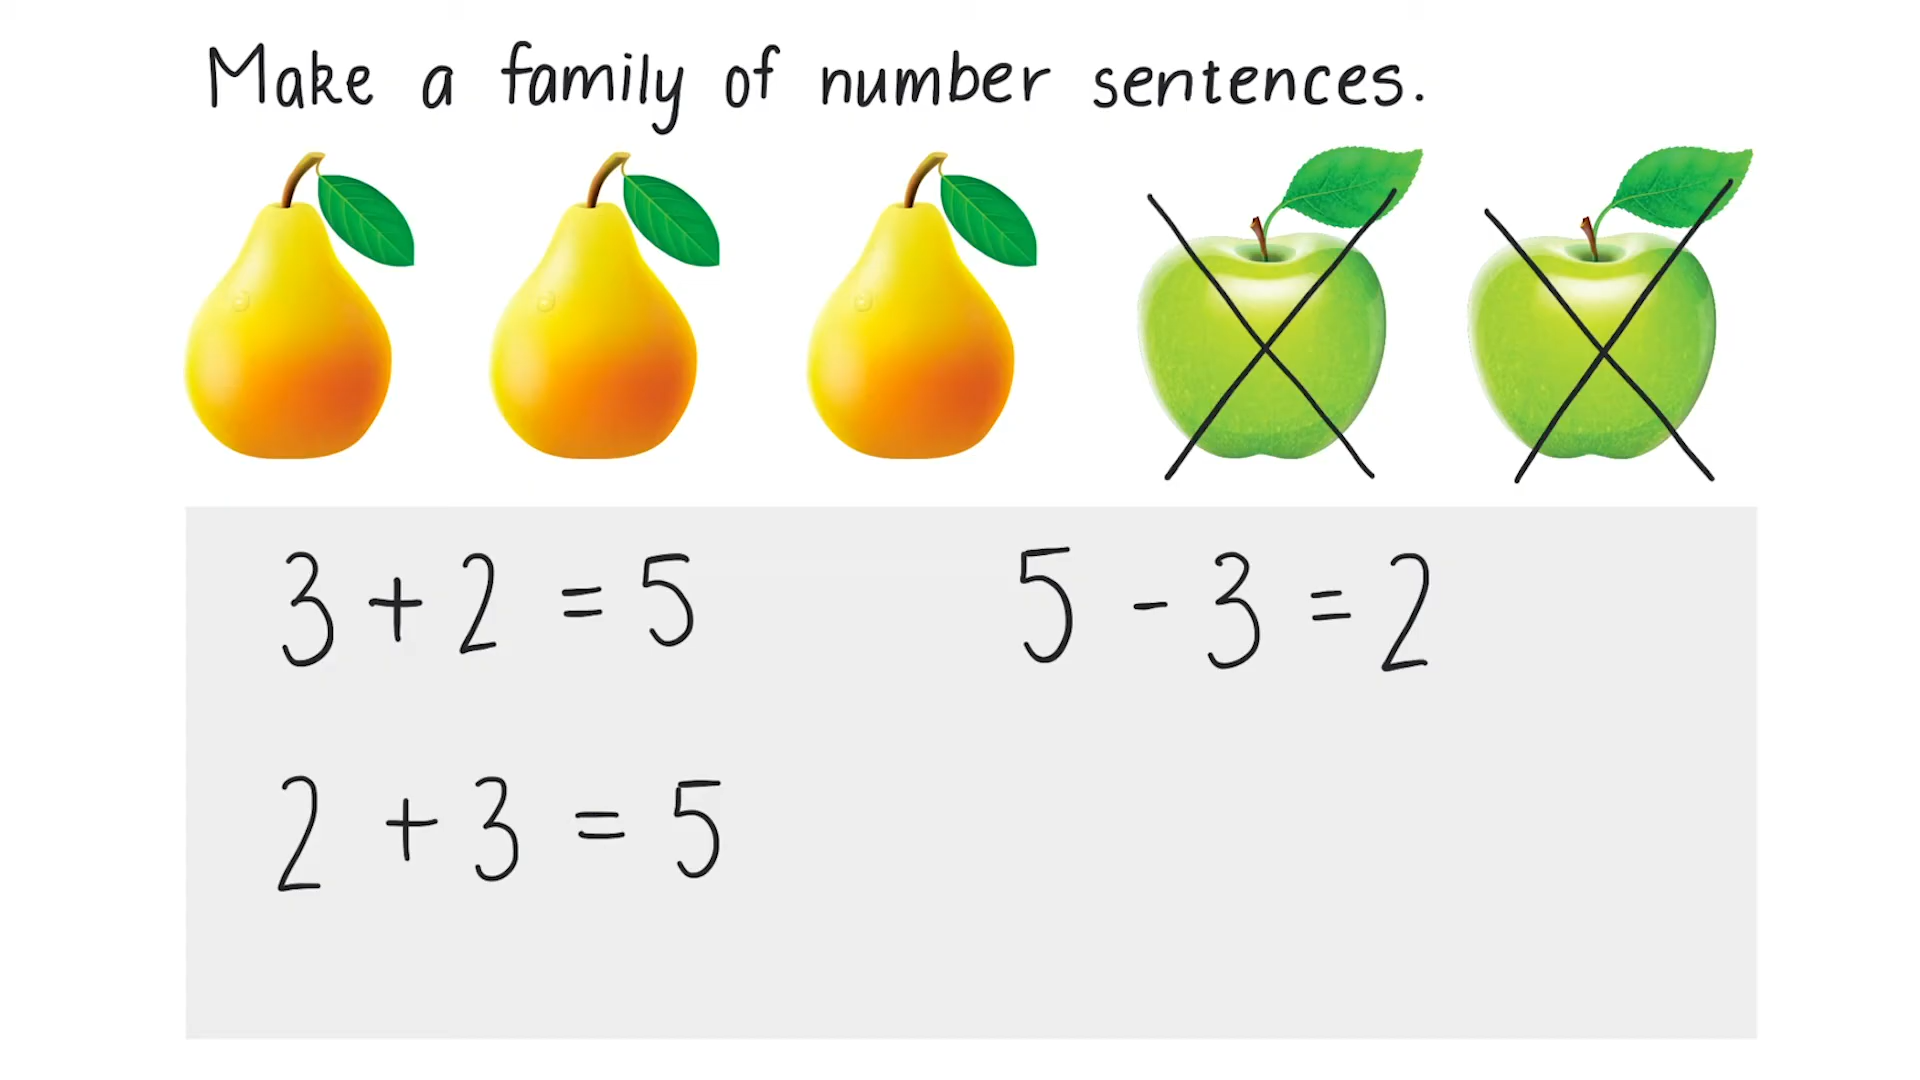 Make a family of number sentences.
3 + 2 = 5
5 - 3 = 2
2 + 3 = 5